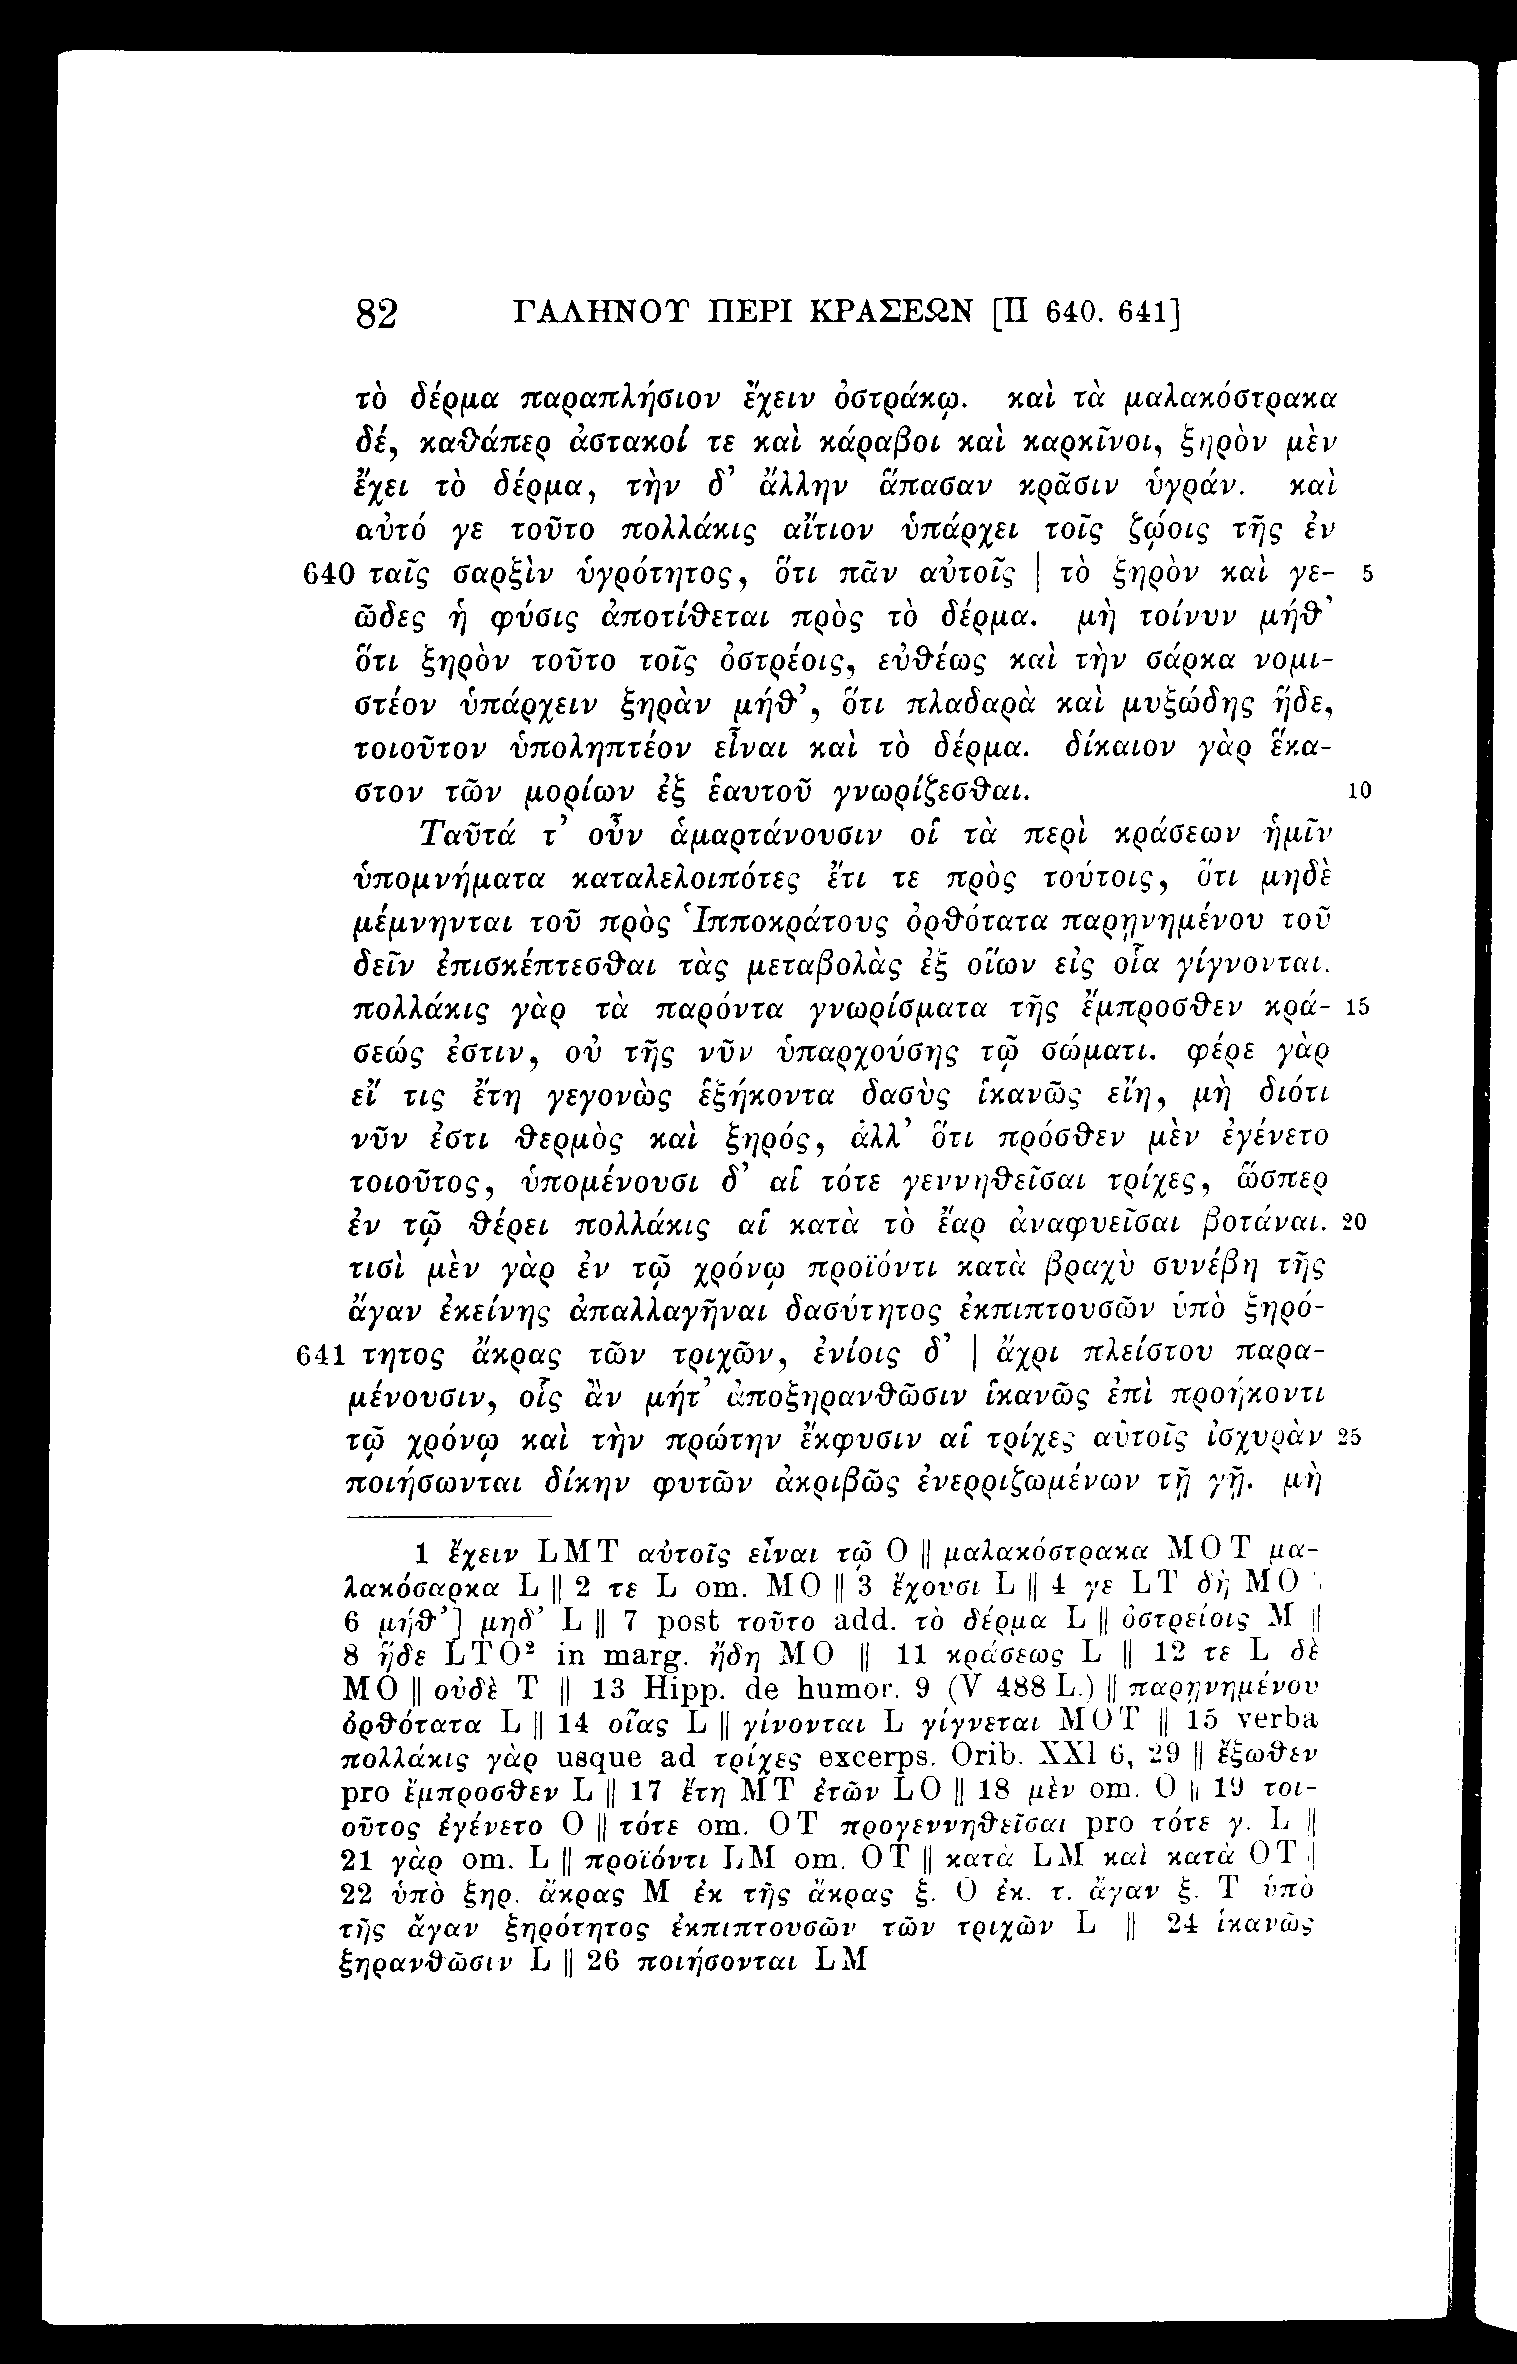 82 ΓΑΛΗΝΟΥ ΠΕΡΙ ΚΡΑΣΕΩΝ [II 640. 641]
τὸ δέρμα παραπλήσιον ἔχειν ὀστράκῳ. καὶ τὰ μαλακόστρακα
δέ, καθάπερ ἀστακοί τε καὶ κάραβοι καὶ καρκῖνοι, ξηρὸν μὲν
ἔχει τὸ δέρμα, τὴν δ’ ἄλλην ἅπασαν κρᾶσιν ὑγράν. καὶ
αὐτό γε τοῦτο πολλάκις αἴτιον ὑπάρχει τοῖς ζῴοις τῆς ἐν
640 ταῖς σαρξὶν ὑγρότητος, ὅτι πᾶν αὐτοῖς | τὸ ξηρὸν καὶ γε- 5
ῶδες ἡ φύσις ἀποτίθεται πρὸς τὸ δέρμα. μὴ τοίνυν μήθ’
ὅτι ξηρὸν τοῦτο τοῖς ὀστρέοις, εὐθέως καὶ τὴν σάρκα νομι-
στέον ὑπάρχειν ξηρὰν μήθ’, ὅτι πλαδαρὰ καὶ μυξώδης ἥδε,
τοιοῦτον ὑποληπτέον εἶναι καὶ τὸ δέρμα. δίκαιον γὰρ ἕκα-
στον τῶν μορίων ἐξ ἑαυτοῦ γνωρίζεσθαι. 10
Ταῦτά τ’ οὖν ἁμαρτάνουσιν οἱ τὰ περὶ κράσεων ἡμῖν
ὑπομνήματα καταλελοιπότες ἔτι τε πρὸς τούτοις, ὅτι μηδὲ
μέμνηνται τοῦ πρὸς Ἱπποκράτους ὀρθότατα παρῃνημένου τοῦ
δεῖν ἐπισκέπτεσθαι τὰς μεταβολὰς ἐξ οἵων εἰς οἷα γίγνονται.
πολλάκις γὰρ τὰ παρόντα γνωρίσματα τῆς ἔμπροσθεν κρά- 15
σεώς ἐστιν, οὐ τῆς νῦν ὑπαρχούσης τῷ σώματι. φέρε γὰρ
εἴ τις ἔτη γεγονὼς ἑξήκοντα δασὺς ἱκανῶς εἴη, μὴ διότι
νῦν ἐστι θερμὸς καὶ ξηρός, ἀλλ’ ὅτι πρόσθεν μὲν ἐγένετο
τοιοῦτος, ὑπομένουσι δ’ αἱ τότε γεννηθεῖσαι τρίχες, ὥσπερ
ἐν τῷ θέρει πολλάκις αἱ κατὰ τὸ ἔαρ ἀναφυεῖσαι βοτάναι. 20
τισὶ μὲν γὰρ ἐν τῷ χρόνῳ προϊόντι κατὰ βραχὺ συνέβη τῆς
ἄγαν ἐκείνης ἀπαλλαγῆναι δασύτητος ἐκπιπτουσῶν ὑπὸ ξηρό-
641 τητος ἄκρας τῶν τριχῶν, ἐνίοις δ’ | ἄχρι πλείστου παρα-
μένουσιν, οἷς ἂν μήτ’ ἀποξηρανθῶσιν ἱκανῶς ἐπὶ προήκοντι
τῷ χρόνῳ καὶ τὴν πρώτην ἔκφυσιν αἱ τρίχες αὐτοῖς ἰσχυρὰν 25
ποιήσωνται δίκην φυτῶν ἀκριβῶς ἐνερριζωμένων τῇ γῇ. μὴ
1 ἔχειν LMT αὐτοῖς εἶναι τῷ O || μαλακόστρακα MOT μα-
λακόσαρκα L || 2 τε L om. MO || 3 ἔχουσι L || 4 γε LT δὴ MO ||
6 μήθ’] μηδ’ L || 7 post τοῦτο add. τὸ δέρμα L || ὀστρείοις M ||
8 ἥδε LTO² in marg. ἤδη MO || 11 κράσεως L || 12 τε L δὲ
MO || οὐδὲ T || 13 Hipp. de humor. 9 (V 488 L.) || παρῃνημένου
ὀρθότατα L || 14 οἵας L || γίνονται L γίγνεται MOT || 15 verba
πολλάκις γὰρ usque ad τρίχες excerps. Orib. XXI 6, 29 || ἔξωθεν
pro ἔμπροσθεν L || 17 ἔτη MT ἐτῶν LO || 18 μὲν om. O || 19 τοι-
οῦτος ἐγένετο O || τότε om. OT προγεννηθεῖσαι pro τότε γ. L ||
21 γὰρ om. L || προϊόντι LM om. OT || κατὰ LM καὶ κατὰ OT ||
22 ὑπὸ ξηρ. ἄκρας M ἐκ τῆς ἄκρας ξ. O ἐκ. τ. ἄγαν ξ. T ὑπὸ
τῆς ἄγαν ξηρότητος ἐκπιπτουσῶν τῶν τριχῶν L || 24 ἱκανῶς
ξηρανθῶσιν L || 26 ποιήσονται LM